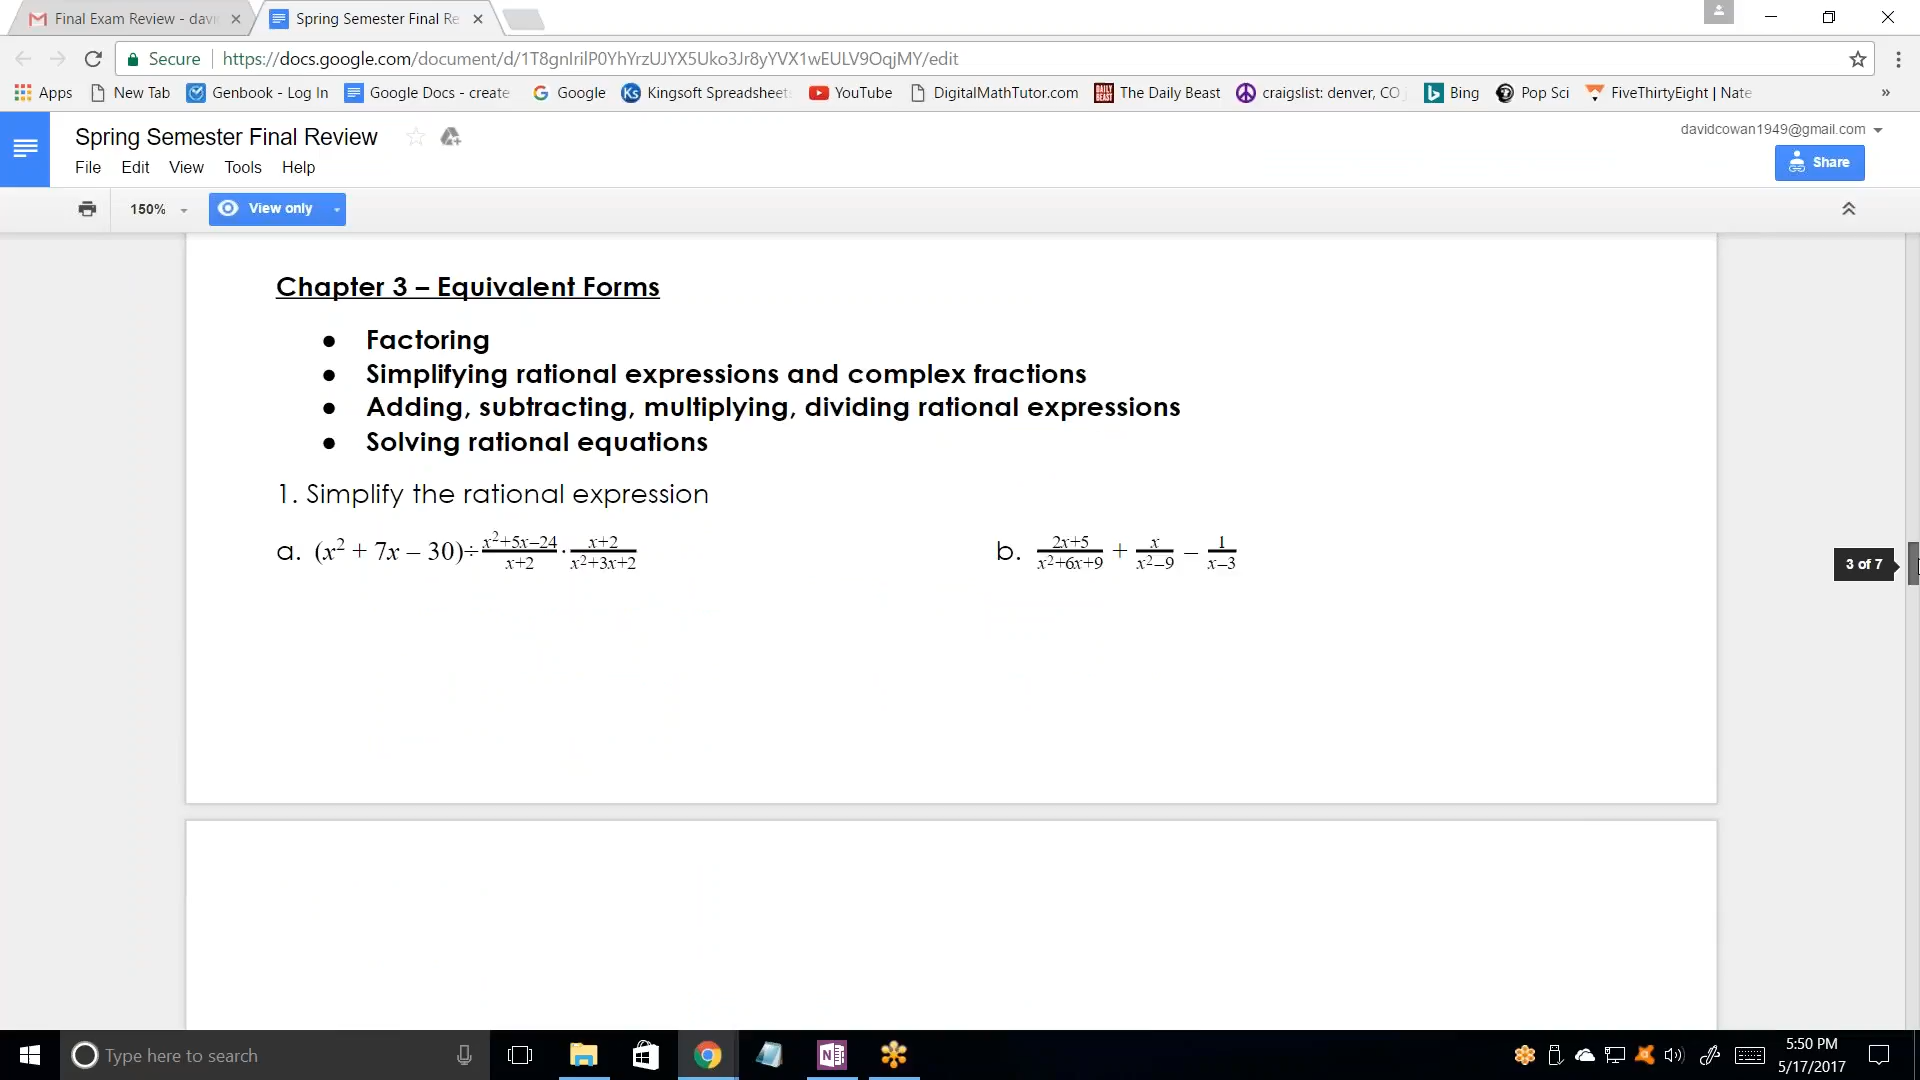 Final Exam Review - davi
Spring Semester Final Re
Secure
https://docs.google.com/document/d/1T8gnIrilP0YhYrzUJYX5Uko3Jr8yYVX1wEULV9OqjMY/edit
Apps New Tab Genbook - Log In Google Docs - create Google Ks Kingsoft Spreadsheet YouTube DigitalMathTutor.com The Daily Beast craigslist: denver, CO Bing Pop Sci FiveThirtyEight | Nate »
Spring Semester Final Review
davidcowan1949@gmail.com
File Edit View Tools Help
Share
150% View only
Chapter 3 – Equivalent Forms
● Factoring
● Simplifying rational expressions and complex fractions
● Adding, subtracting, multiplying, dividing rational expressions
● Solving rational equations
1. Simplify the rational expression
a. (x² + 7x – 30)÷ (x²+5x–24)/(x+2) · (x+2)/(x²+3x+2)
b. (2x+5)/(x²+6x+9) + x/(x²–9) – 1/(x–3)
3 of 7
Type here to search
N
5:50 PM
5/17/2017